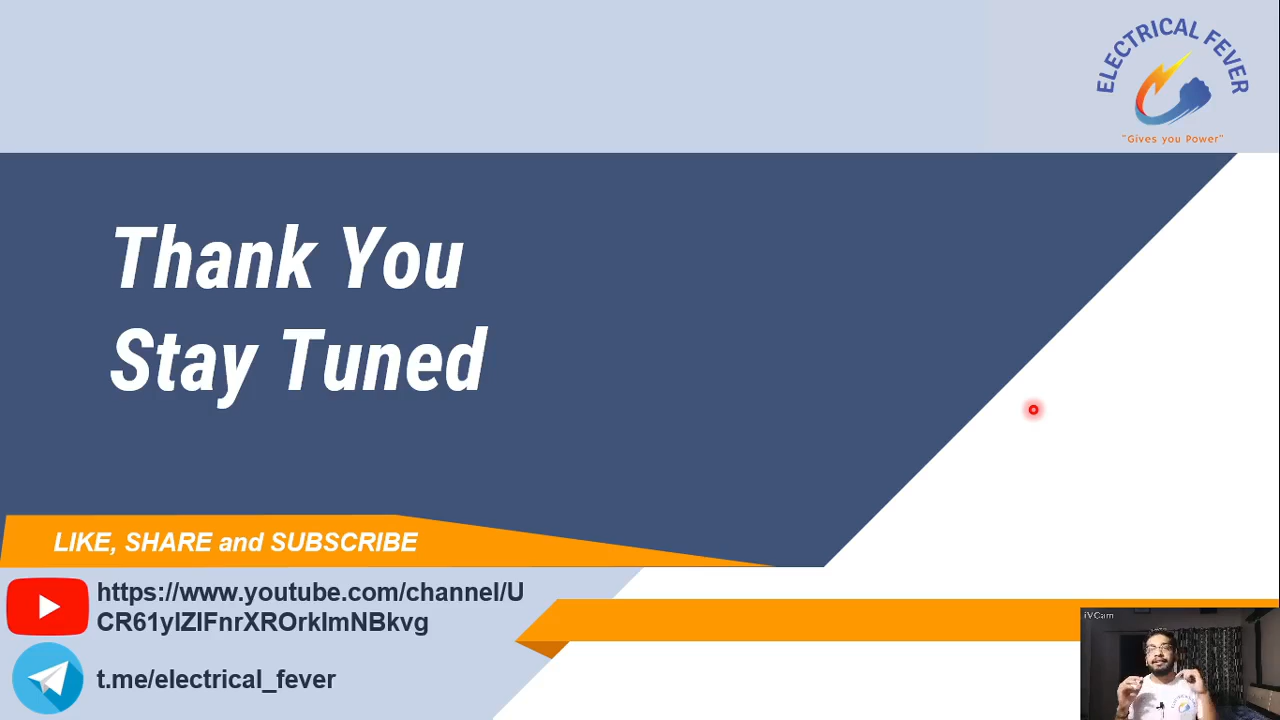 ELECTRICAL FEVER
"Gives you Power"
Thank You
Stay Tuned
LIKE, SHARE and SUBSCRIBE
https://www.youtube.com/channel/U
CR61yIZIFnrXROrkImNBkvg
t.me/electrical_fever
iVCam